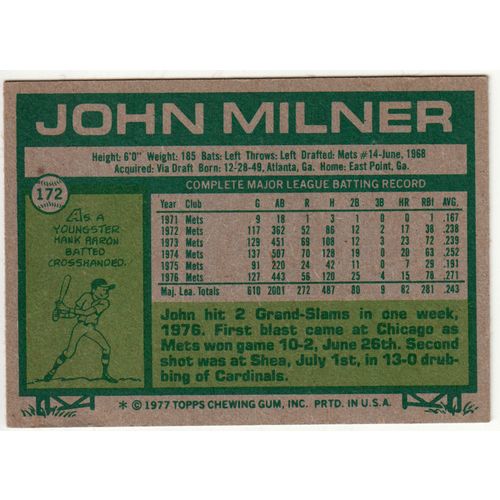 JOHN MILNER
Height: 6'0" Weight: 185 Bats: Left Throws: Left Drafted: Mets #14-June, 1968
Acquired: Via Draft Born: 12-28-49, Atlanta, Ga. Home: East Point, Ga.
172
COMPLETE MAJOR LEAGUE BATTING RECORD
Year Club G AB R H 2B 3B HR RBI AVG.
1971 Mets 9 18 1 3 1 0 0 1 .167
1972 Mets 117 362 52 86 12 2 17 38 .238
1973 Mets 129 451 69 108 12 3 23 72 .239
1974 Mets 137 507 70 128 19 0 20 63 .252
1975 Mets 91 220 24 42 11 0 7 29 .191
1976 Mets 127 443 56 120 25 4 15 78 .271
Maj. Lea. Totals 610 2001 272 487 80 9 82 281 .243
AS A
YOUNGSTER
HANK AARON
BATTED
CROSSHANDED.
John hit 2 Grand-Slams in one week,
1976. First blast came at Chicago as
Mets won game 10-2, June 26th. Second
shot was at Shea, July 1st, in 13-0 drub-
bing of Cardinals.
* © 1977 TOPPS CHEWING GUM, INC. PRTD. IN U.S.A.